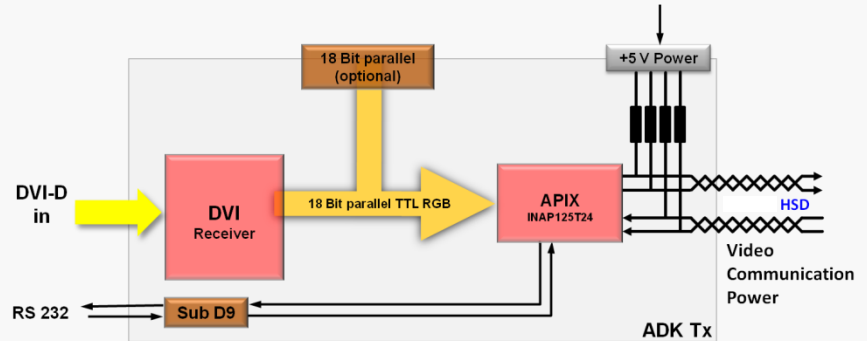 18 Bit parallel
(optional)
+5 V Power
DVI-D
in
DVI
Receiver
18 Bit parallel TTL RGB
APIX
INAP125T24
HSD
Video
Communication
Power
RS 232
Sub D9
ADK Tx